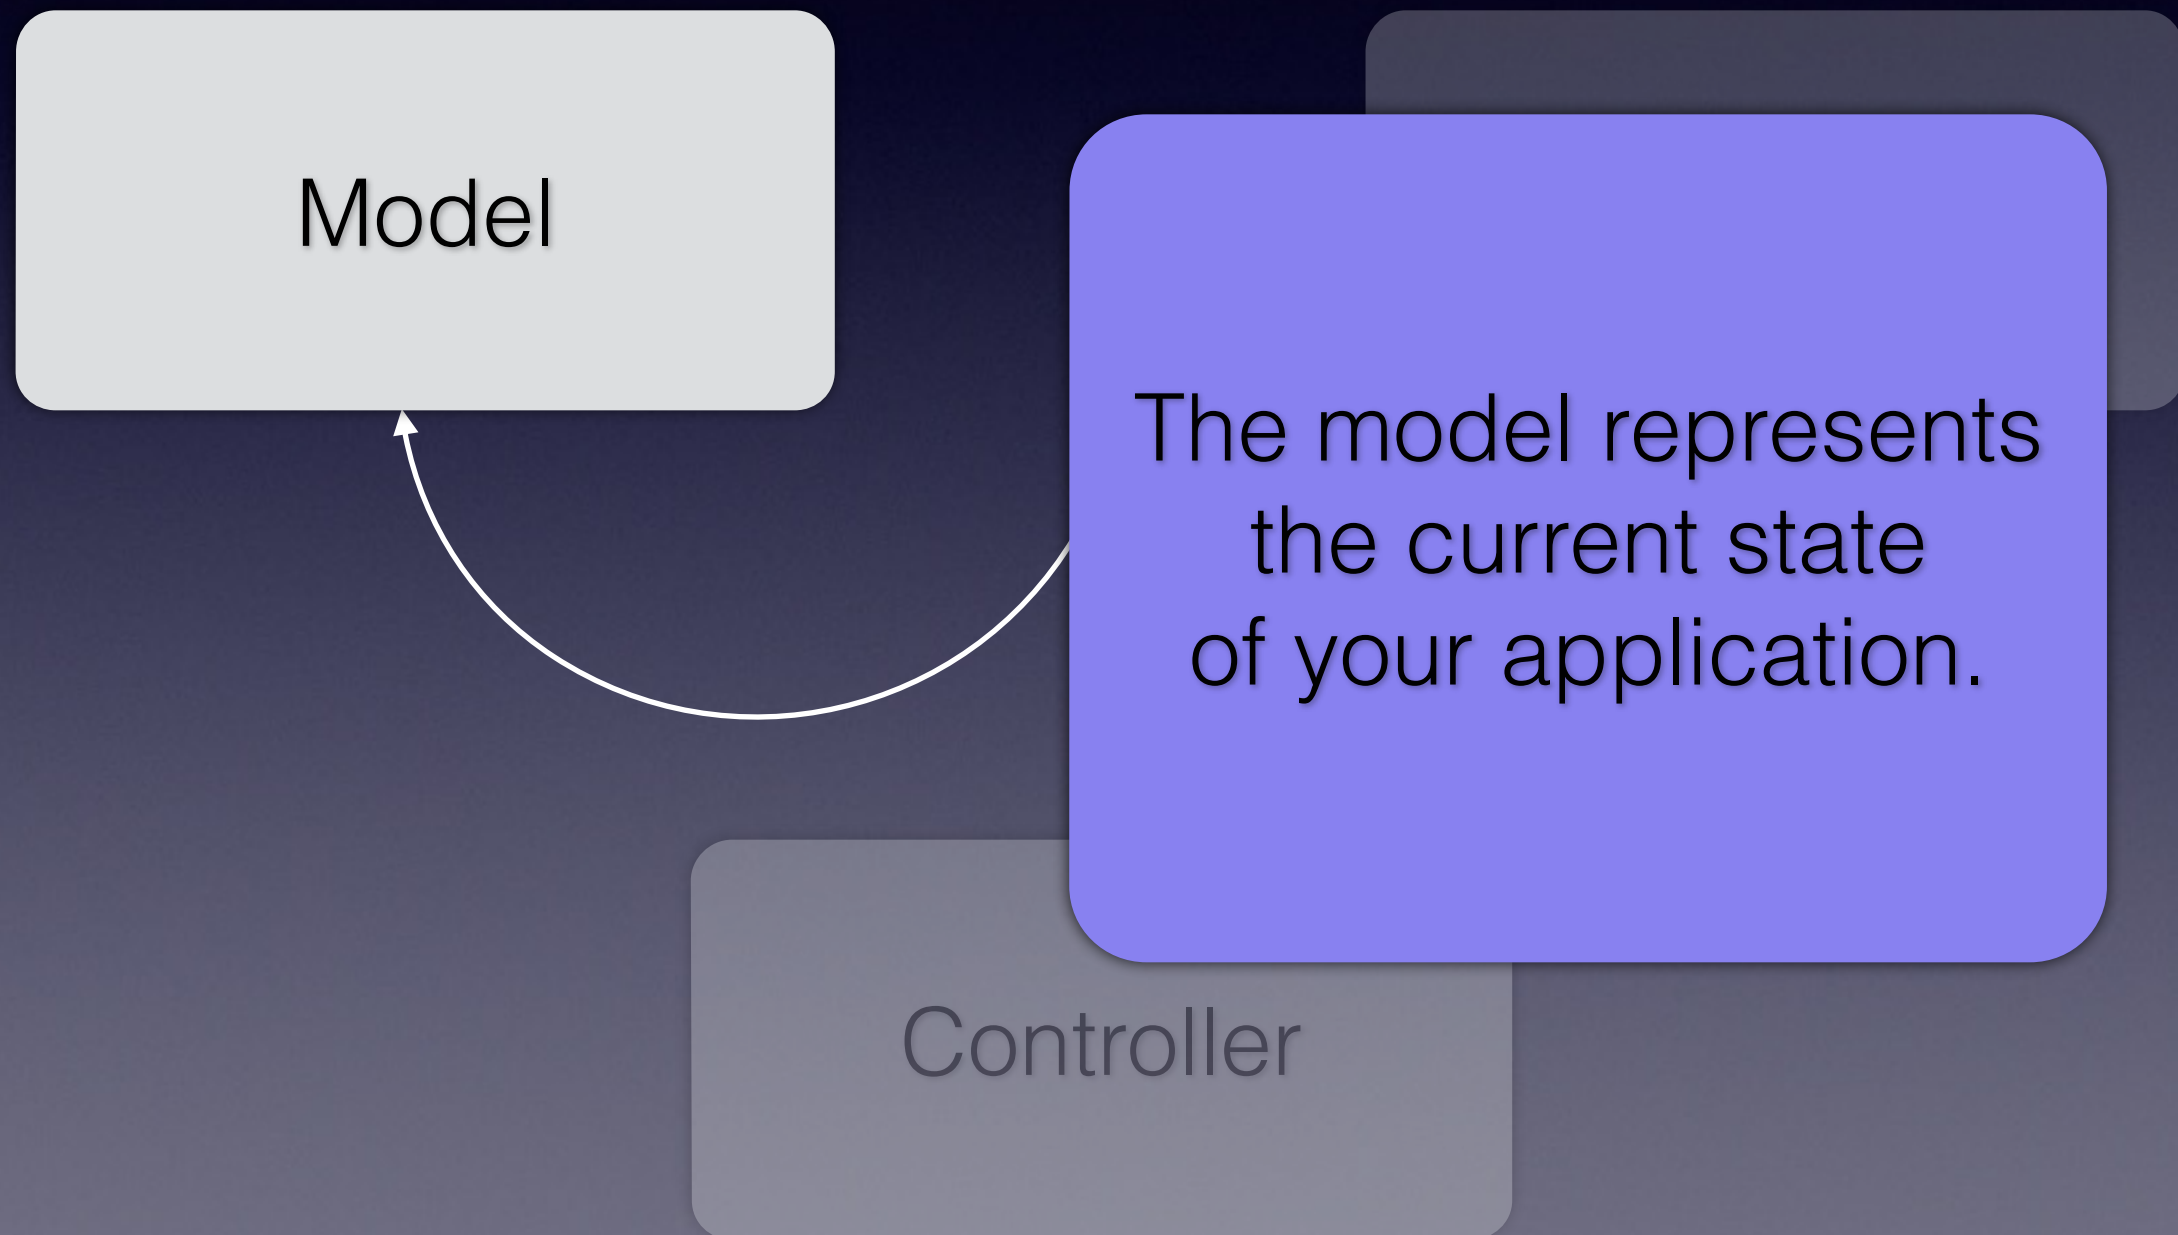 Model
The model represents
the current state
of your application.
Controller